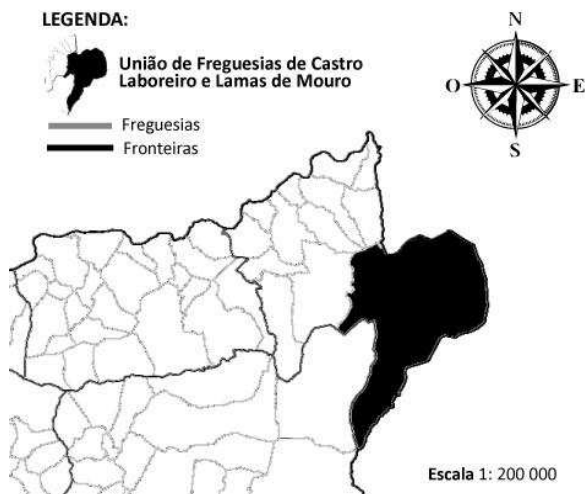 LEGENDA:
União de Freguesias de Castro
Laboreiro e Lamas de Mouro
Freguesias
Fronteiras
N
O
E
S
Escala 1: 200 000